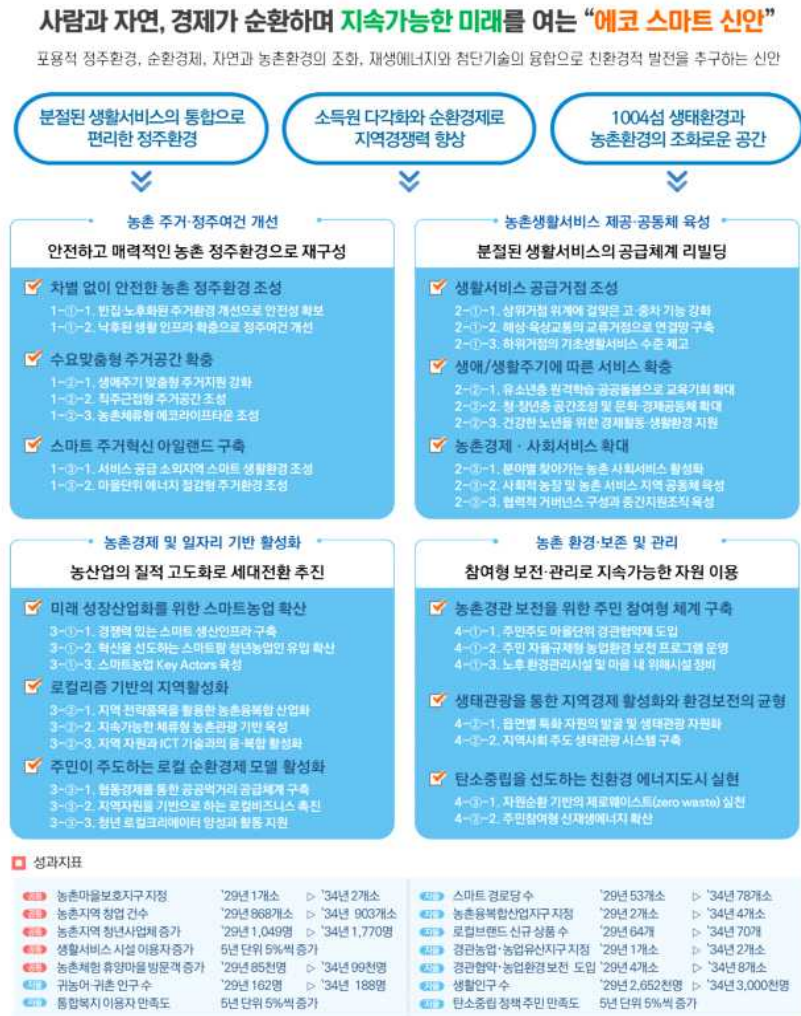 사람과 자연, 경제가 순환하며 지속가능한 미래를 여는 “에코 스마트 신안”
포용적 정주환경, 순환경제, 자연과 농촌환경의 조화, 재생에너지와 첨단기술의 융합으로 친환경적 발전을 추구하는 신안
분절된 생활서비스의 통합으로
편리한 정주환경
소득원 다각화와 순환경제로
지역경쟁력 향상
1004섬 생태환경과
농촌환경의 조화로운 공간
농촌 주거·정주여건 개선
안전하고 매력적인 농촌 정주환경으로 재구성
차별 없이 안전한 농촌 정주환경 조성
1-①-1. 빈집·노후화된 주거환경 개선으로 안전성 확보
1-①-2. 낙후된 생활 인프라 확충으로 정주여건 개선
수요맞춤형 주거공간 확충
1-②-1. 생애주기 맞춤형 주거지원 강화
1-②-2. 직주근접형 주거공간 조성
1-②-3. 농촌체류형 에코라이프타운 조성
스마트 주거혁신 아일랜드 구축
1-③-1. 서비스 공급 소외지역 스마트 생활환경 조성
1-③-2. 마을단위 에너지 절감형 주거환경 조성
농촌생활서비스 제공·공동체 육성
분절된 생활서비스의 공급체계 리빌딩
생활서비스 공급거점 조성
2-①-1. 상위거점 위계에 걸맞은 고·중차 기능 강화
2-①-2. 해상·육상교통의 교류거점으로 연결망 구축
2-①-3. 하위거점의 기초생활서비스 수준 제고
생애/생활주기에 따른 서비스 확충
2-②-1. 유소년층 원격학습·공공돌봄으로 교육기회 확대
2-②-2. 청·장년층 공간조성 및 문화·경제공동체 확대
2-②-3. 건강한 노년을 위한 경제활동·생활환경 지원
농촌경제 · 사회서비스 확대
2-③-1. 분야별 찾아가는 농촌 사회서비스 활성화
2-③-2. 사회적 농장 및 농촌 서비스 지역 공동체 육성
2-③-3. 협력적 거버넌스 구성과 중간지원조직 육성
농촌경제 및 일자리 기반 활성화
농산업의 질적 고도화로 세대전환 추진
미래 성장산업화를 위한 스마트농업 확산
3-①-1. 경쟁력 있는 스마트 생산인프라 구축
3-①-2. 혁신을 선도하는 스마트팜 청년농업인 유입 확산
3-①-3. 스마트농업 Key Actors 육성
로컬리즘 기반의 지역활성화
3-②-1. 지역 전략품목을 활용한 농촌융복합 산업화
3-②-2. 지속가능한 체류형 농촌관광 기반 육성
3-②-3. 지역 자원과 ICT 기술과의 융·복합 활성화
주민이 주도하는 로컬 순환경제 모델 활성화
3-③-1. 협동경제를 통한 공공먹거리 공급체계 구축
3-③-2. 지역자원을 기반으로 하는 로컬비즈니스 촉진
3-③-3. 청년 로컬크리에이터 양성과 활동 지원
농촌 환경·보존 및 관리
참여형 보전·관리로 지속가능한 자원 이용
농촌경관 보전을 위한 주민 참여형 체계 구축
4-①-1. 주민주도 마을단위 경관협약제 도입
4-①-2. 주민 자율규제형 농업환경 보전 프로그램 운영
4-①-3. 노후 환경관리시설 및 마을 내 위해시설 정비
생태관광을 통한 지역경제 활성화와 환경보전의 균형
4-②-1. 읍면별 특화 자원의 발굴 및 생태관광 자원화
4-②-2. 지역사회 주도 생태관광 시스템 구축
탄소중립을 선도하는 친환경 에너지도시 실현
4-③-1. 자원순환 기반의 제로웨이스트(zero waste) 실천
4-③-2. 주민참여형 신재생에너지 확산
성과지표
공통 농촌마을보호지구 지정 '29년 1개소 ▷ '34년 2개소
공통 농촌지역 창업 건수 '29년 868개소 ▷ '34년 903개소
공통 농촌지역 청년사업체 증가 '29년 1,049명 ▷ '34년 1,770명
공통 생활서비스 시설 이용자 증가 5년 단위 5%씩 증가
공통 농촌체험 휴양마을 방문객 증가 '29년 85천명 ▷ '34년 99천명
자율 귀농어·귀촌 인구 수 '29년 162명 ▷ '34년 188명
자율 통합복지 이용자 만족도 5년 단위 5%씩 증가
자율 스마트 경로당 수 '29년 53개소 ▷ '34년 78개소
자율 농촌융복합산업지구 지정 '29년 2개소 ▷ '34년 4개소
자율 로컬브랜드 신규 상품 수 '29년 64개 ▷ '34년 70개
자율 경관농업·농업유산지구 지정 '29년 1개소 ▷ '34년 2개소
자율 경관협약·농업환경 보전 도입 '29년 4개소 ▷ '34년 8개소
자율 생활인구 수 '29년 2,652천명 ▷ '34년 3,000천명
자율 탄소중립 정책 주민 만족도 5년 단위 5%씩 증가